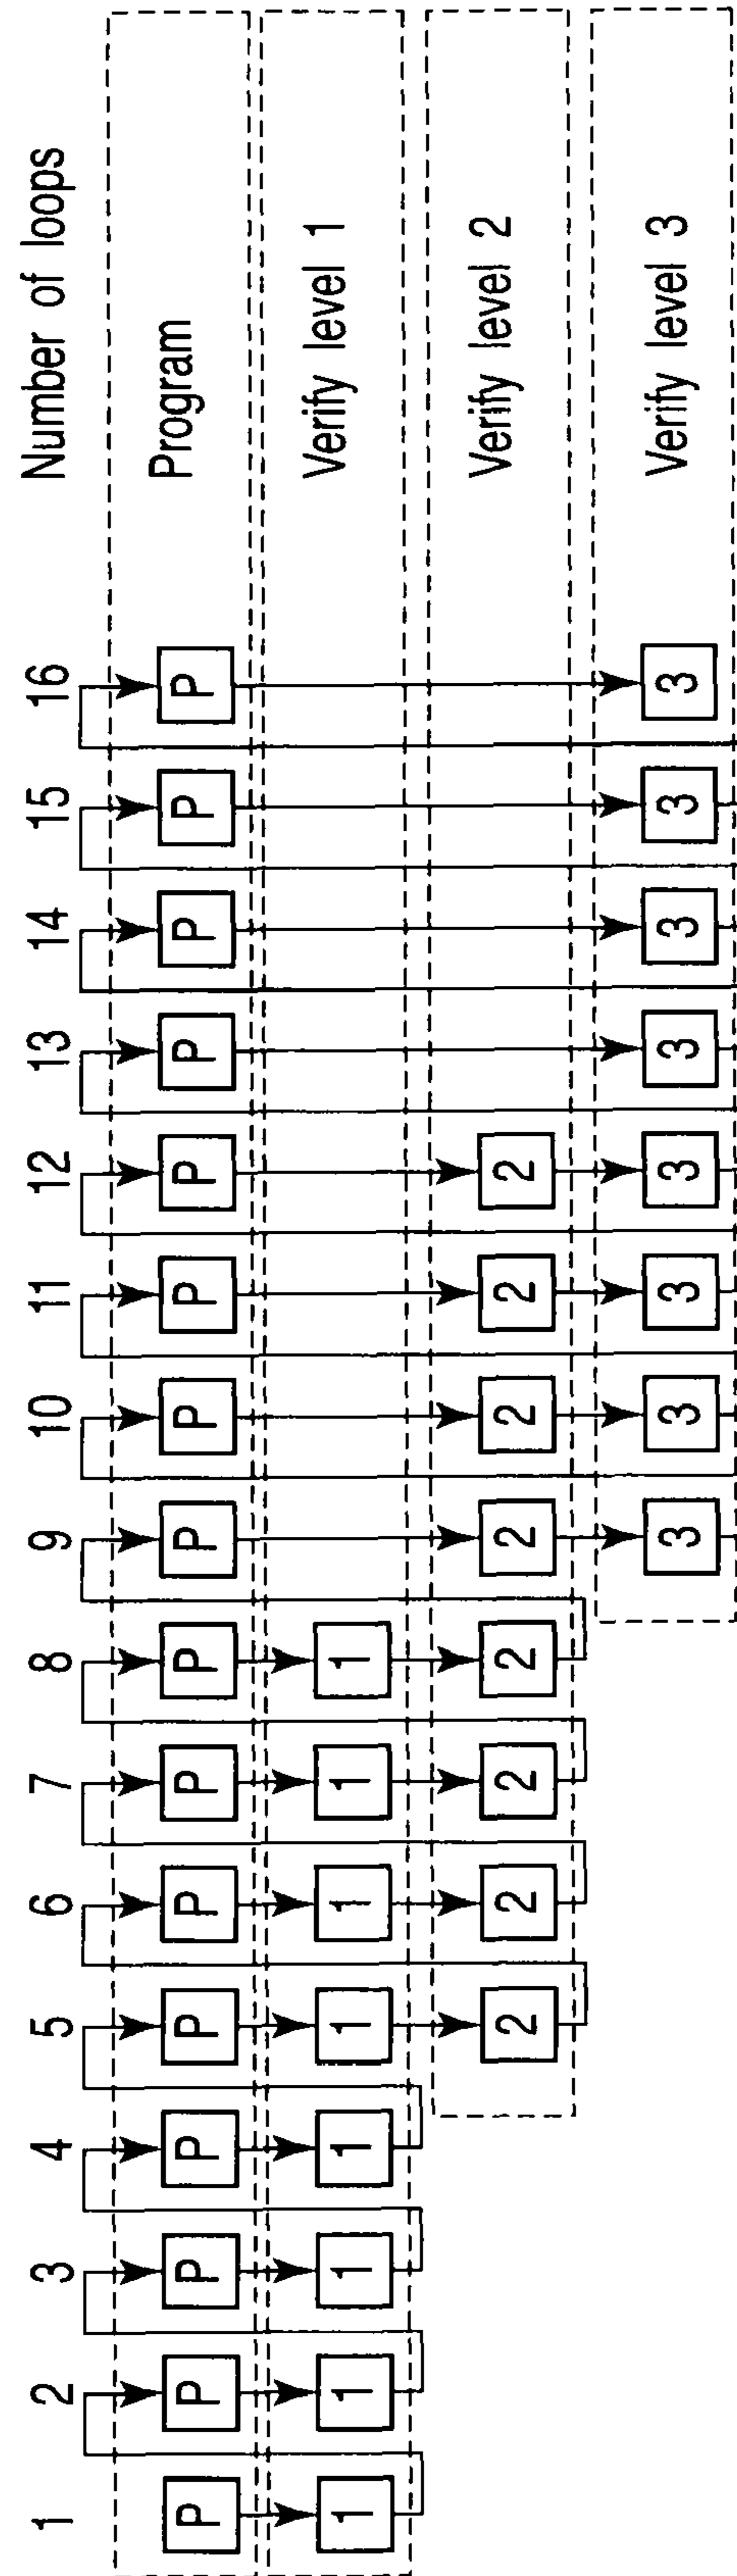 1 2 3 4 5 6 7 8 9 10 11 12 13 14 15 16 Number of loops
P P P P P P P P P P P P P P P P Program
1 1 1 1 1 1 1 1 Verify level 1
2 2 2 2 2 2 2 2 Verify level 2
3 3 3 3 3 3 3 3 Verify level 3